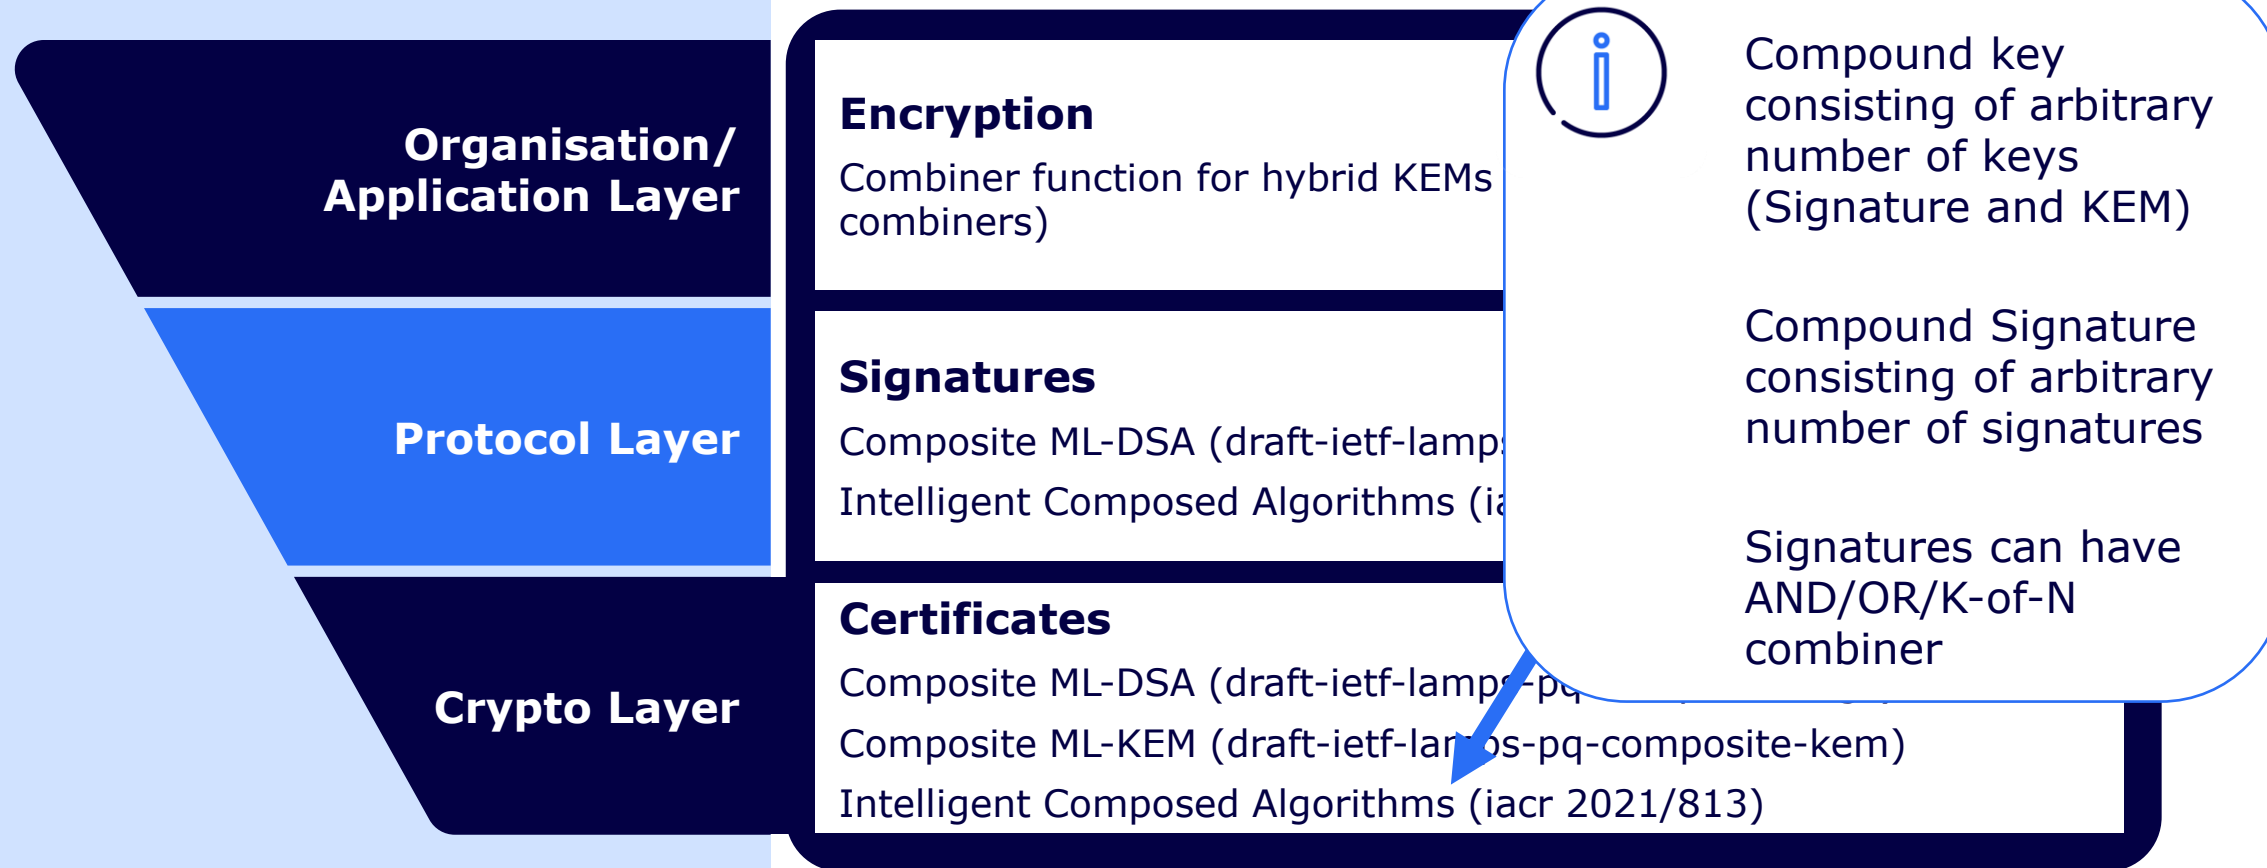 Organisation/
Application Layer
Protocol Layer
Crypto Layer
Encryption
Combiner function for hybrid KEMs
combiners)
Signatures
Composite ML-DSA (draft-ietf-lamps
Intelligent Composed Algorithms
Certificates
Composite ML-DSA (draft-ietf-lamps-pq
Composite ML-KEM (draft-ietf-lamps-pq-composite-kem)
Intelligent Composed Algorithms (iacr 2021/813)
Compound key
consisting of arbitrary
number of keys
(Signature and KEM)
Compound Signature
consisting of arbitrary
number of signatures
Signatures can have
AND/OR/K-of-N
combiner